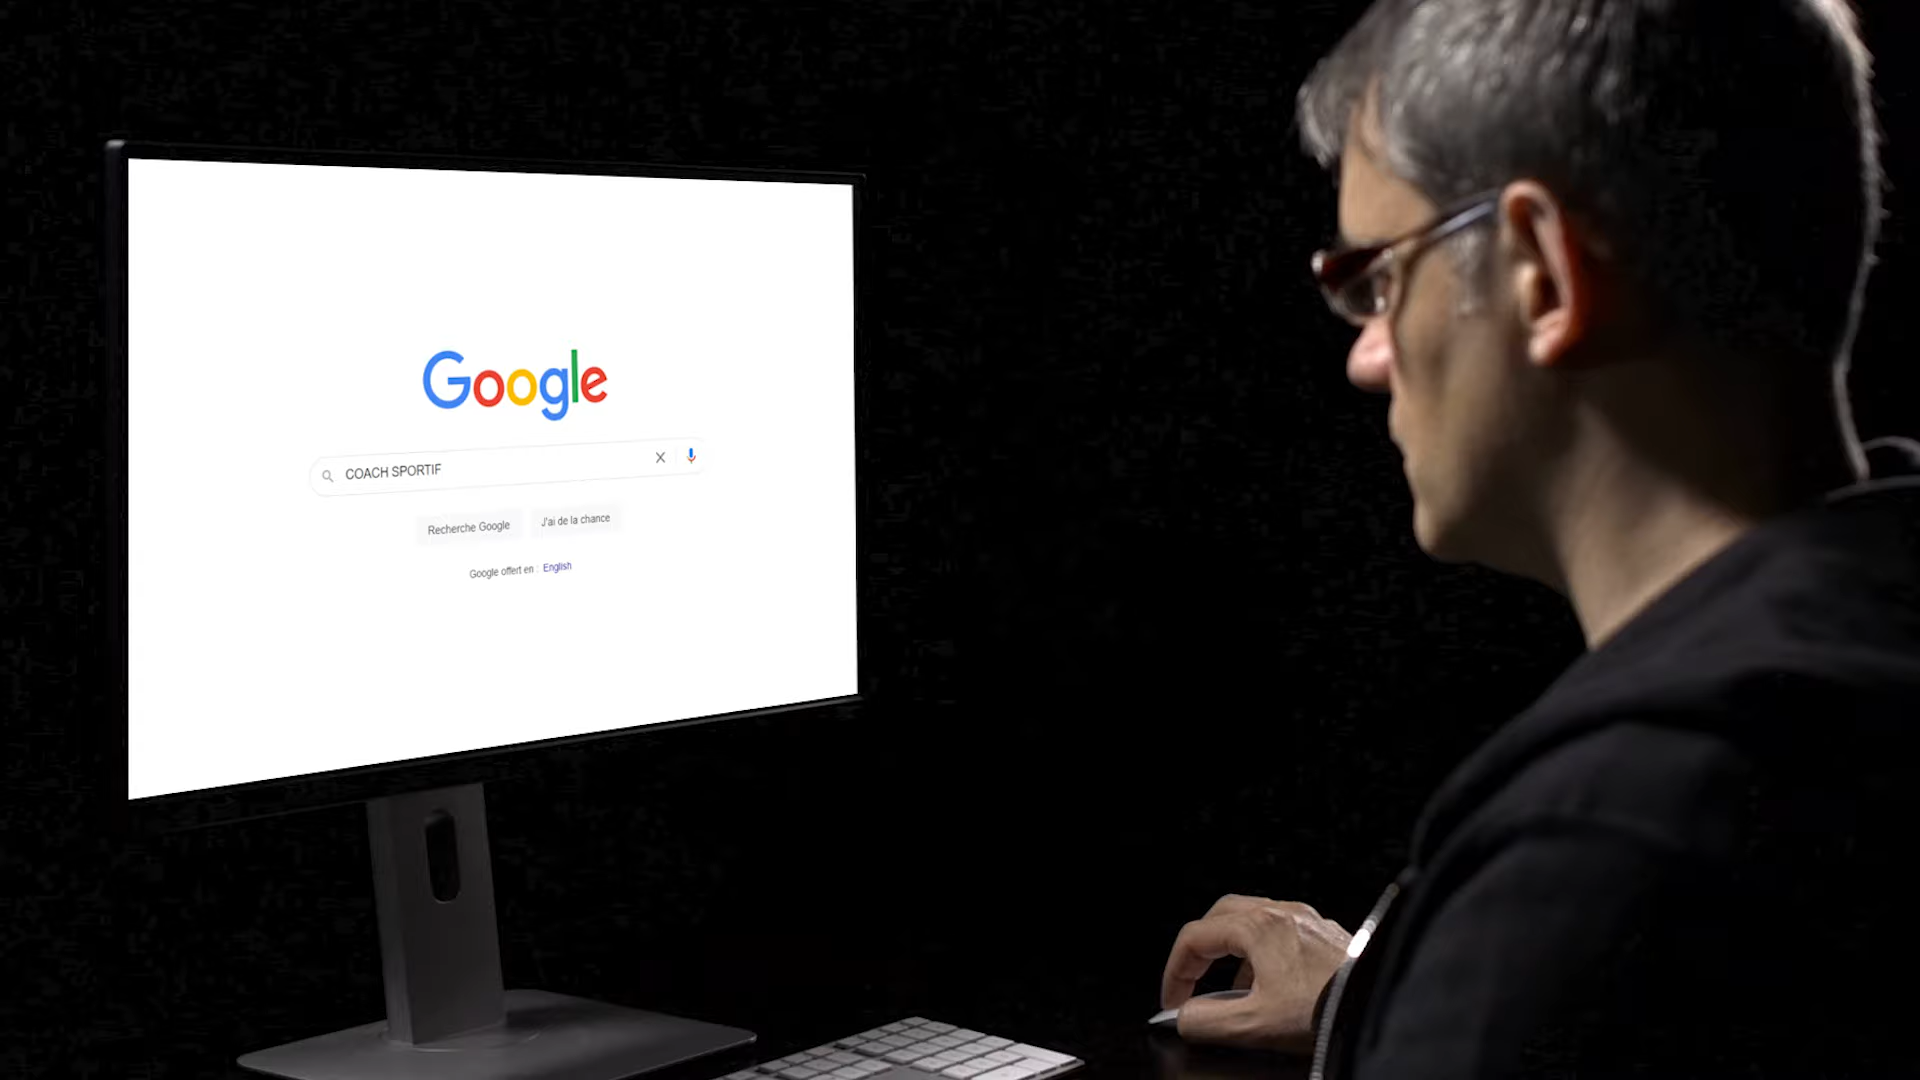 Google
COACH SPORTIF
Recherche Google
J'ai de la chance
Google offert en : English